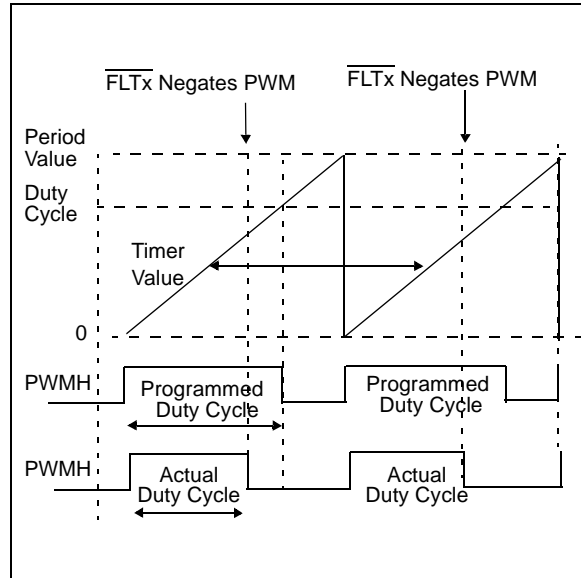 FLTx Negates PWM
FLTx Negates PWM
Period
Value
Duty
Cycle
Timer
Value
0
PWMH
Programmed
Duty Cycle
Programmed
Duty Cycle
PWMH
Actual
Duty Cycle
Actual
Duty Cycle